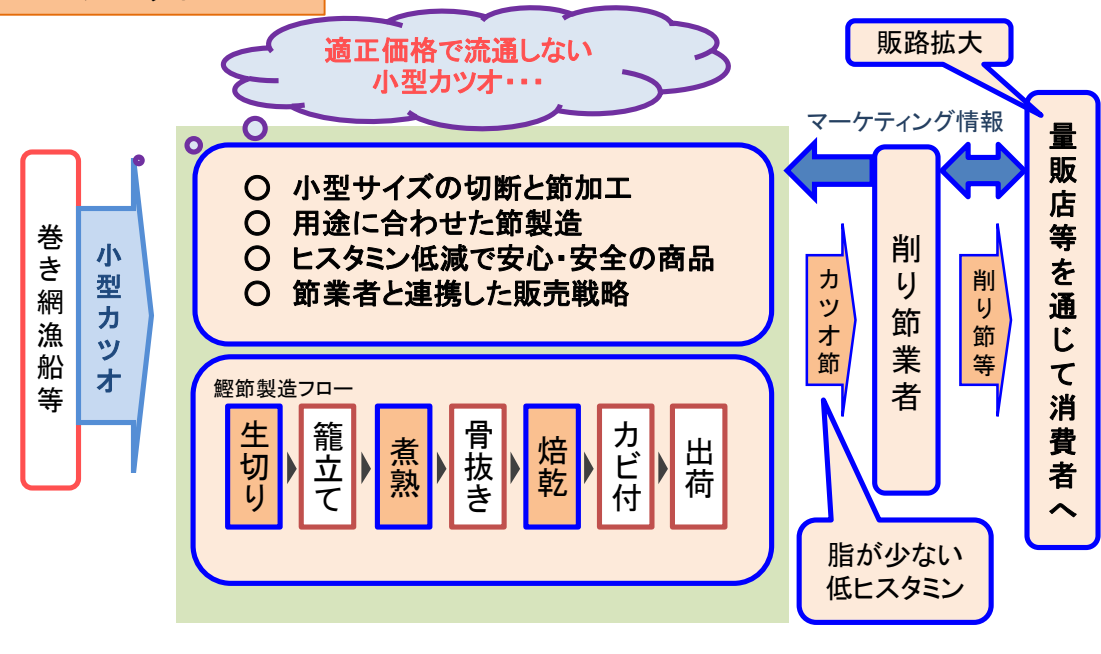 適正価格で流通しない
小型カツオ・・・
販路拡大
マーケティング情報
巻き網漁船等
小型カツオ
○ 小型サイズの切断と節加工
○ 用途に合わせた節製造
○ ヒスタミン低減で安心・安全の商品
○ 節業者と連携した販売戦略
鰹節製造フロー
生切り
籠立て
煮熟
骨抜き
焙乾
カビ付
出荷
カツオ節
削り節業者
削り節等
量販店等を通じて消費者へ
脂が少ない
低ヒスタミン